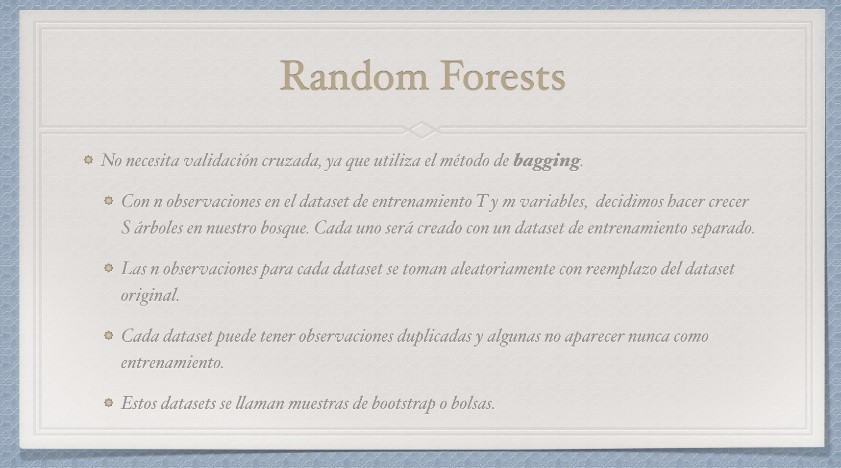 Random Forests
No necesita validación cruzada, ya que utiliza el método de bagging.
Con n observaciones en el dataset de entrenamiento T y m variables, decidimos hacer crecer
S árboles en nuestro bosque. Cada uno será creado con un dataset de entrenamiento separado.
Las n observaciones para cada dataset se toman aleatoriamente con reemplazo del dataset
original.
Cada dataset puede tener observaciones duplicadas y algunas no aparecer nunca como
entrenamiento.
Estos datasets se llaman muestras de bootstrap o bolsas.